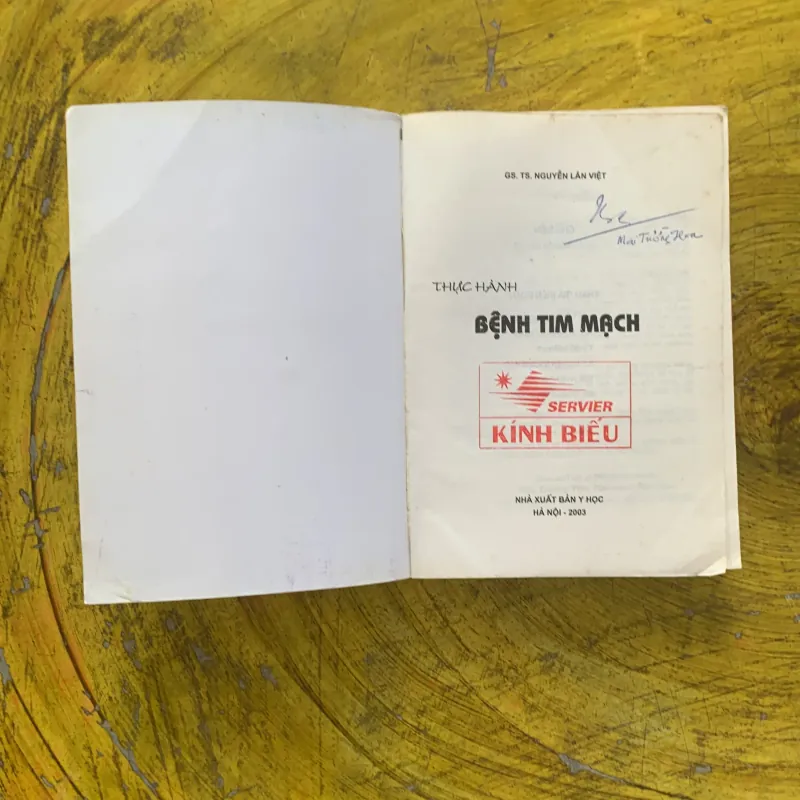 GS. TS. NGUYỄN LÂN VIỆT
THỰC HÀNH
BỆNH TIM MẠCH
SERVIER
KÍNH BIẾU
NHÀ XUẤT BẢN Y HỌC
HÀ NỘI - 2003